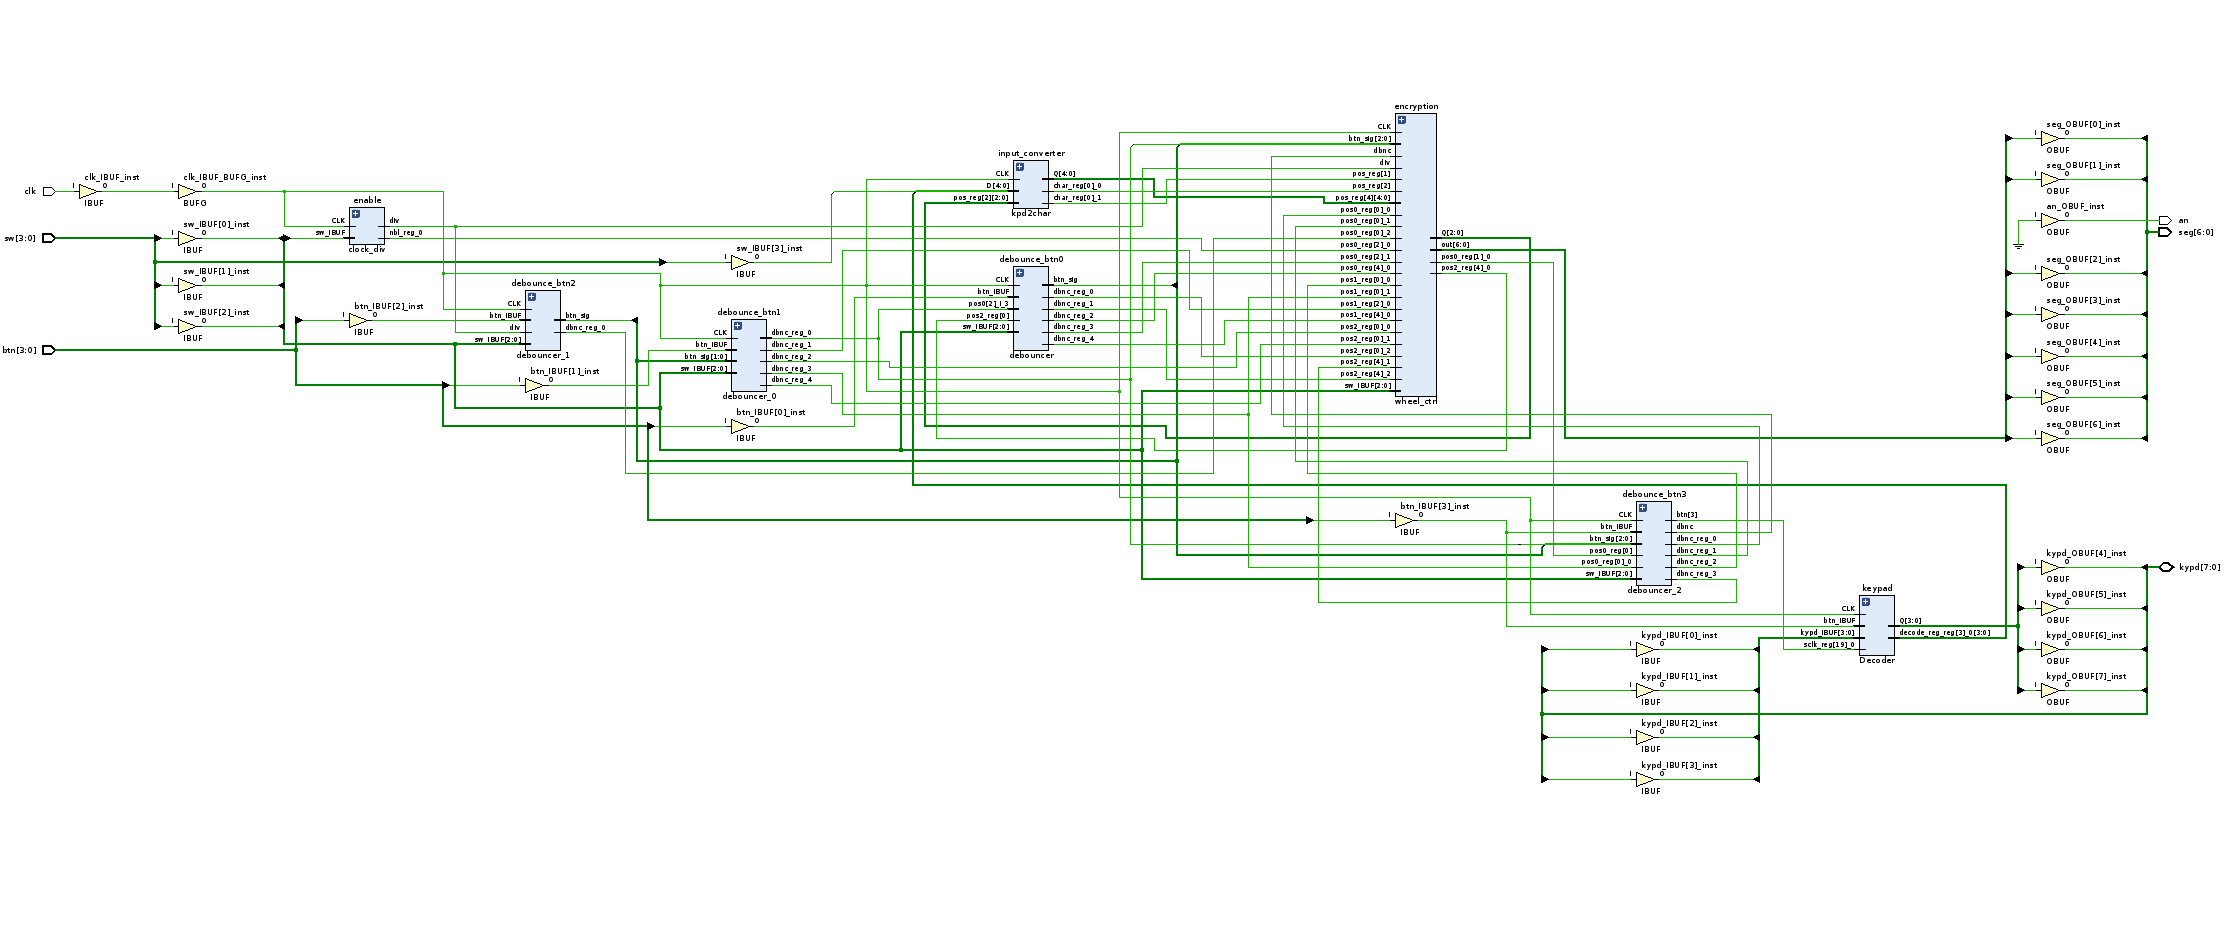 clk
clk_IBUF_inst
I
O
IBUF
clk_IBUF_BUFG_inst
I
O
BUFG
sw[3:0]
sw_IBUF[0]_inst
I
O
IBUF
sw_IBUF[1]_inst
I
O
IBUF
sw_IBUF[2]_inst
I
O
IBUF
btn[3:0]
enable
CLK
sw_IBUF
div
nbl_reg_0
clock_div
btn_IBUF[2]_inst
I
O
IBUF
debounce_btn2
CLK
btn_IBUF
div
sw_IBUF[2:0]
btn_sig
dbnc_reg_0
debouncer_1
btn_IBUF[1]_inst
I
O
IBUF
sw_IBUF[3]_inst
I
O
IBUF
debounce_btn1
CLK
btn_IBUF
btn_sig[1:0]
sw_IBUF[2:0]
dbnc_reg_0
dbnc_reg_1
dbnc_reg_2
dbnc_reg_3
dbnc_reg_4
debouncer_0
btn_IBUF[0]_inst
I
O
IBUF
input_converter
CLK
D[4:0]
pos_reg[2][2:0]
Q[4:0]
char_reg[0]_0
char_reg[0]_1
kpd2char
debounce_btn0
CLK
btn_IBUF
pos0[2]_i_3
pos2_reg[0]
sw_IBUF[2:0]
btn_sig
dbnc_reg_0
dbnc_reg_1
dbnc_reg_2
dbnc_reg_3
dbnc_reg_4
debouncer
encryption
CLK
btn_sig[2:0]
dbnc
div
pos_reg[1]
pos_reg[2]
pos_reg[4][4:0]
pos0_reg[0]_0
pos0_reg[0]_1
pos0_reg[0]_2
pos0_reg[2]_0
pos0_reg[2]_1
pos0_reg[4]_0
pos1_reg[0]_0
pos1_reg[0]_1
pos1_reg[2]_0
pos1_reg[4]_0
pos2_reg[0]_0
pos2_reg[0]_1
pos2_reg[0]_2
pos2_reg[4]_1
pos2_reg[4]_2
sw_IBUF[2:0]
Q[2:0]
out[6:0]
pos0_reg[1]_0
pos2_reg[4]_0
wheel_ctrl
btn_IBUF[3]_inst
I
O
IBUF
debounce_btn3
CLK
btn_IBUF
btn_sig[2:0]
pos0_reg[0]
pos0_reg[0]_0
sw_IBUF[2:0]
btn[3]
dbnc
dbnc_reg_0
dbnc_reg_1
dbnc_reg_2
dbnc_reg_3
debouncer_2
kypd_IBUF[0]_inst
I
O
IBUF
kypd_IBUF[1]_inst
I
O
IBUF
kypd_IBUF[2]_inst
I
O
IBUF
kypd_IBUF[3]_inst
I
O
IBUF
keypad
CLK
btn_IBUF
kypd_IBUF[3:0]
sclk_reg[19]_0
Q[3:0]
decode_reg_reg[3]_0[3:0]
Decoder
seg_OBUF[0]_inst
I
O
OBUF
seg_OBUF[1]_inst
I
O
OBUF
an_OBUF_inst
I
O
OBUF
an
seg[6:0]
seg_OBUF[2]_inst
I
O
OBUF
seg_OBUF[3]_inst
I
O
OBUF
seg_OBUF[4]_inst
I
O
OBUF
seg_OBUF[5]_inst
I
O
OBUF
seg_OBUF[6]_inst
I
O
OBUF
kypd_OBUF[4]_inst
I
O
OBUF
kypd[7:0]
kypd_OBUF[5]_inst
I
O
OBUF
kypd_OBUF[6]_inst
I
O
OBUF
kypd_OBUF[7]_inst
I
O
OBUF